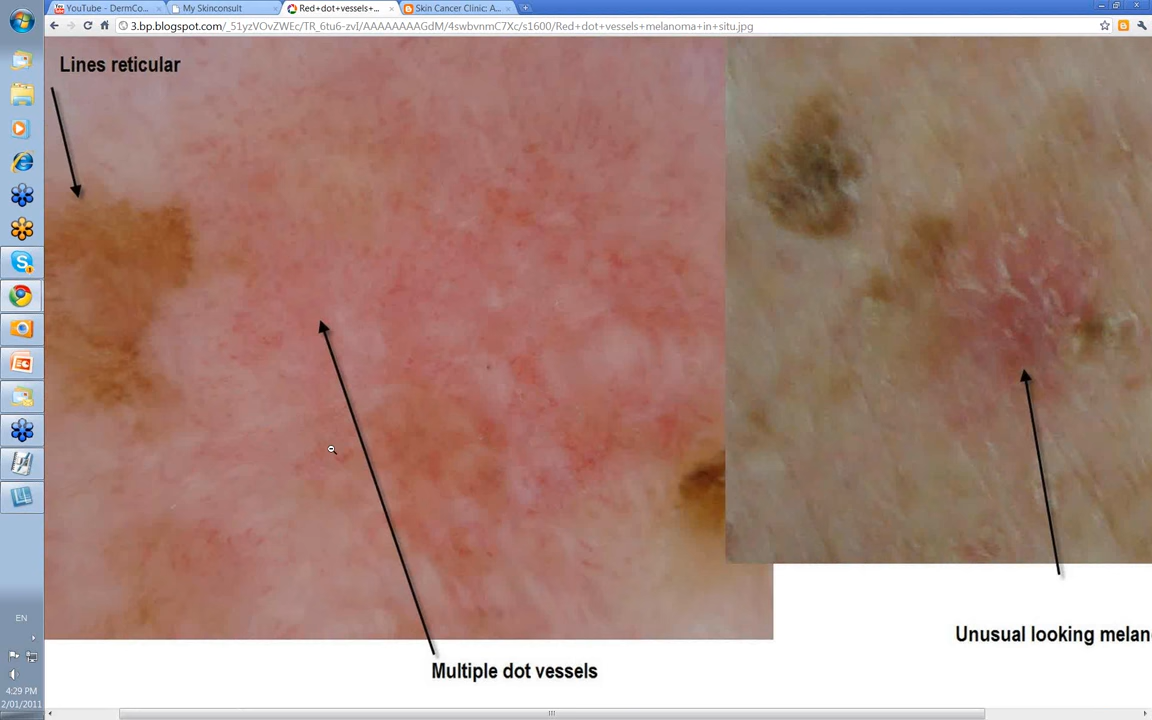 YouTube - DermCo...
My Skinconsult
Red+dot+vessels+...
Skin Cancer Clinic: A...
3.bp.blogspot.com/_51yzVOvZWEc/TR_6tu6-zvI/AAAAAAAAGdM/4swbvnmC7Xc/s1600/Red+dot+vessels+melanoma+in+situ.jpg
Lines reticular
Unusual looking melan
Multiple dot vessels
EN
4:29 PM
2/01/2011